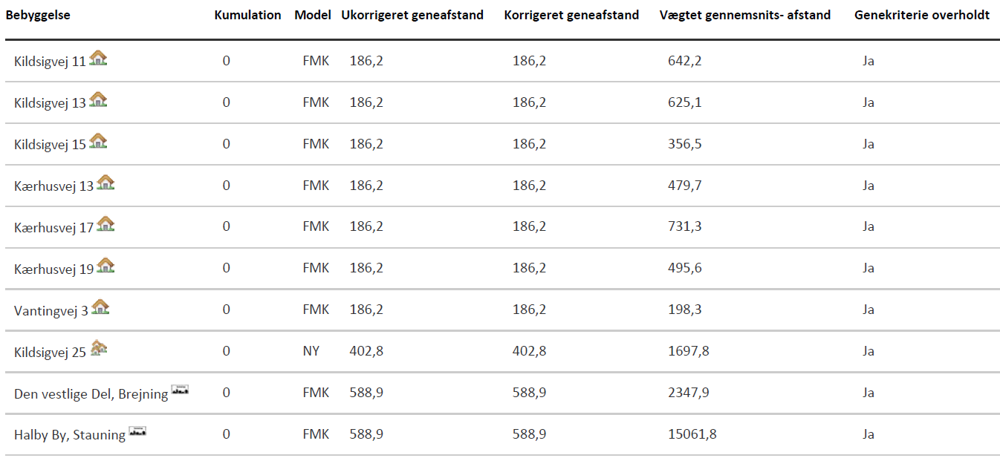 Bebyggelse Kumulation Model Ukorrigeret geneafstand Korrigeret geneafstand Vægtet gennemsnits- afstand Genekriterie overholdt
Kildsigvej 11 0 FMK 186,2 186,2 642,2 Ja
Kildsigvej 13 0 FMK 186,2 186,2 625,1 Ja
Kildsigvej 15 0 FMK 186,2 186,2 356,5 Ja
Kærhusvej 13 0 FMK 186,2 186,2 479,7 Ja
Kærhusvej 17 0 FMK 186,2 186,2 731,3 Ja
Kærhusvej 19 0 FMK 186,2 186,2 495,6 Ja
Vantingvej 3 0 FMK 186,2 186,2 198,3 Ja
Kildsigvej 25 0 NY 402,8 402,8 1697,8 Ja
Den vestlige Del, Brejning 0 FMK 588,9 588,9 2347,9 Ja
Halby By, Stauning 0 FMK 588,9 588,9 15061,8 Ja